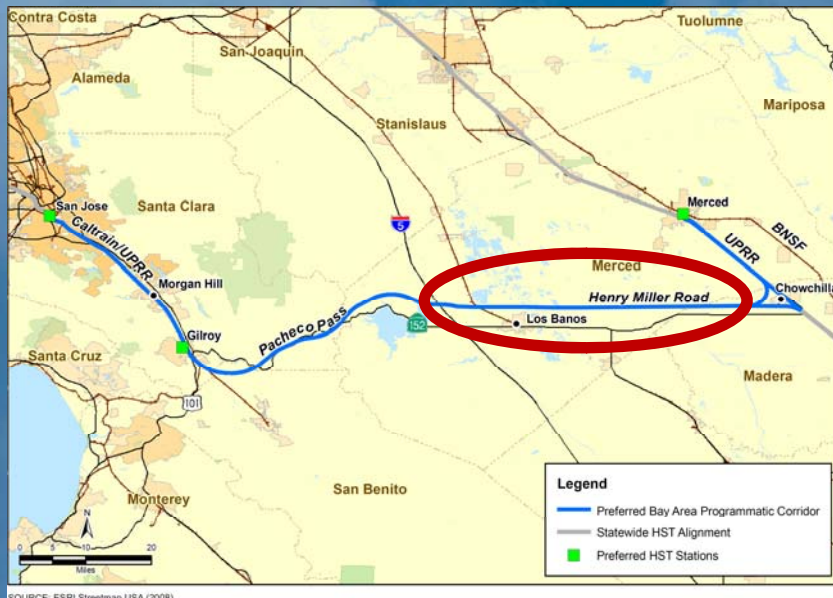 Contra Costa
Tuolumne
San Joaquin
Alameda
Mariposa
Stanislaus
San Jose
Santa Clara
Merced
5
Caltrain/UPRR
UPRR
BNSF
Morgan Hill
Merced
Chowchilla
Henry Miller Road
Los Banos
Pacheco Pass
152
Gilroy
Santa Cruz
Madera
101
San Benito
Monterey
N
0 5 10 20
Miles
Legend
Preferred Bay Area Programmatic Corridor
Statewide HST Alignment
Preferred HST Stations
SOURCE: ESRI Streetmap USA (2008)